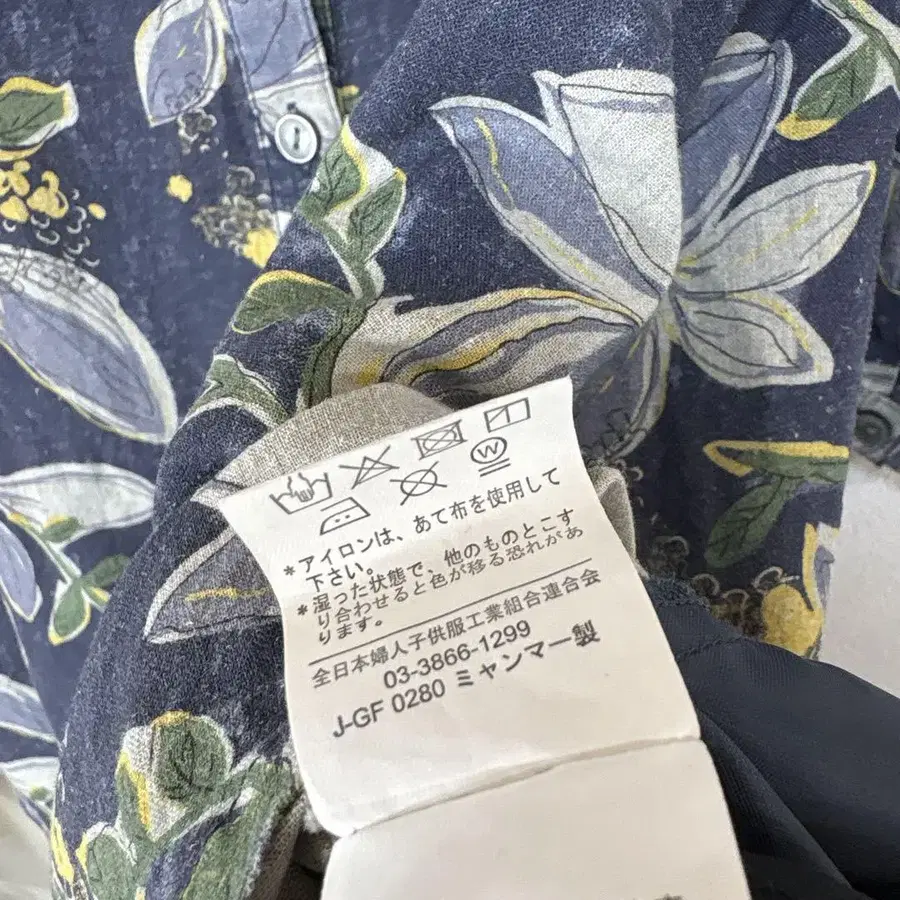 *アイロンは、あて布を使用して
下さい。
*湿った状態で、他のものとこす
り合わせると色が移る恐れがあ
ります。
全日本婦人子供服工業組合連合会
03-3866-1299
J-GF 0280 ミャンマー製